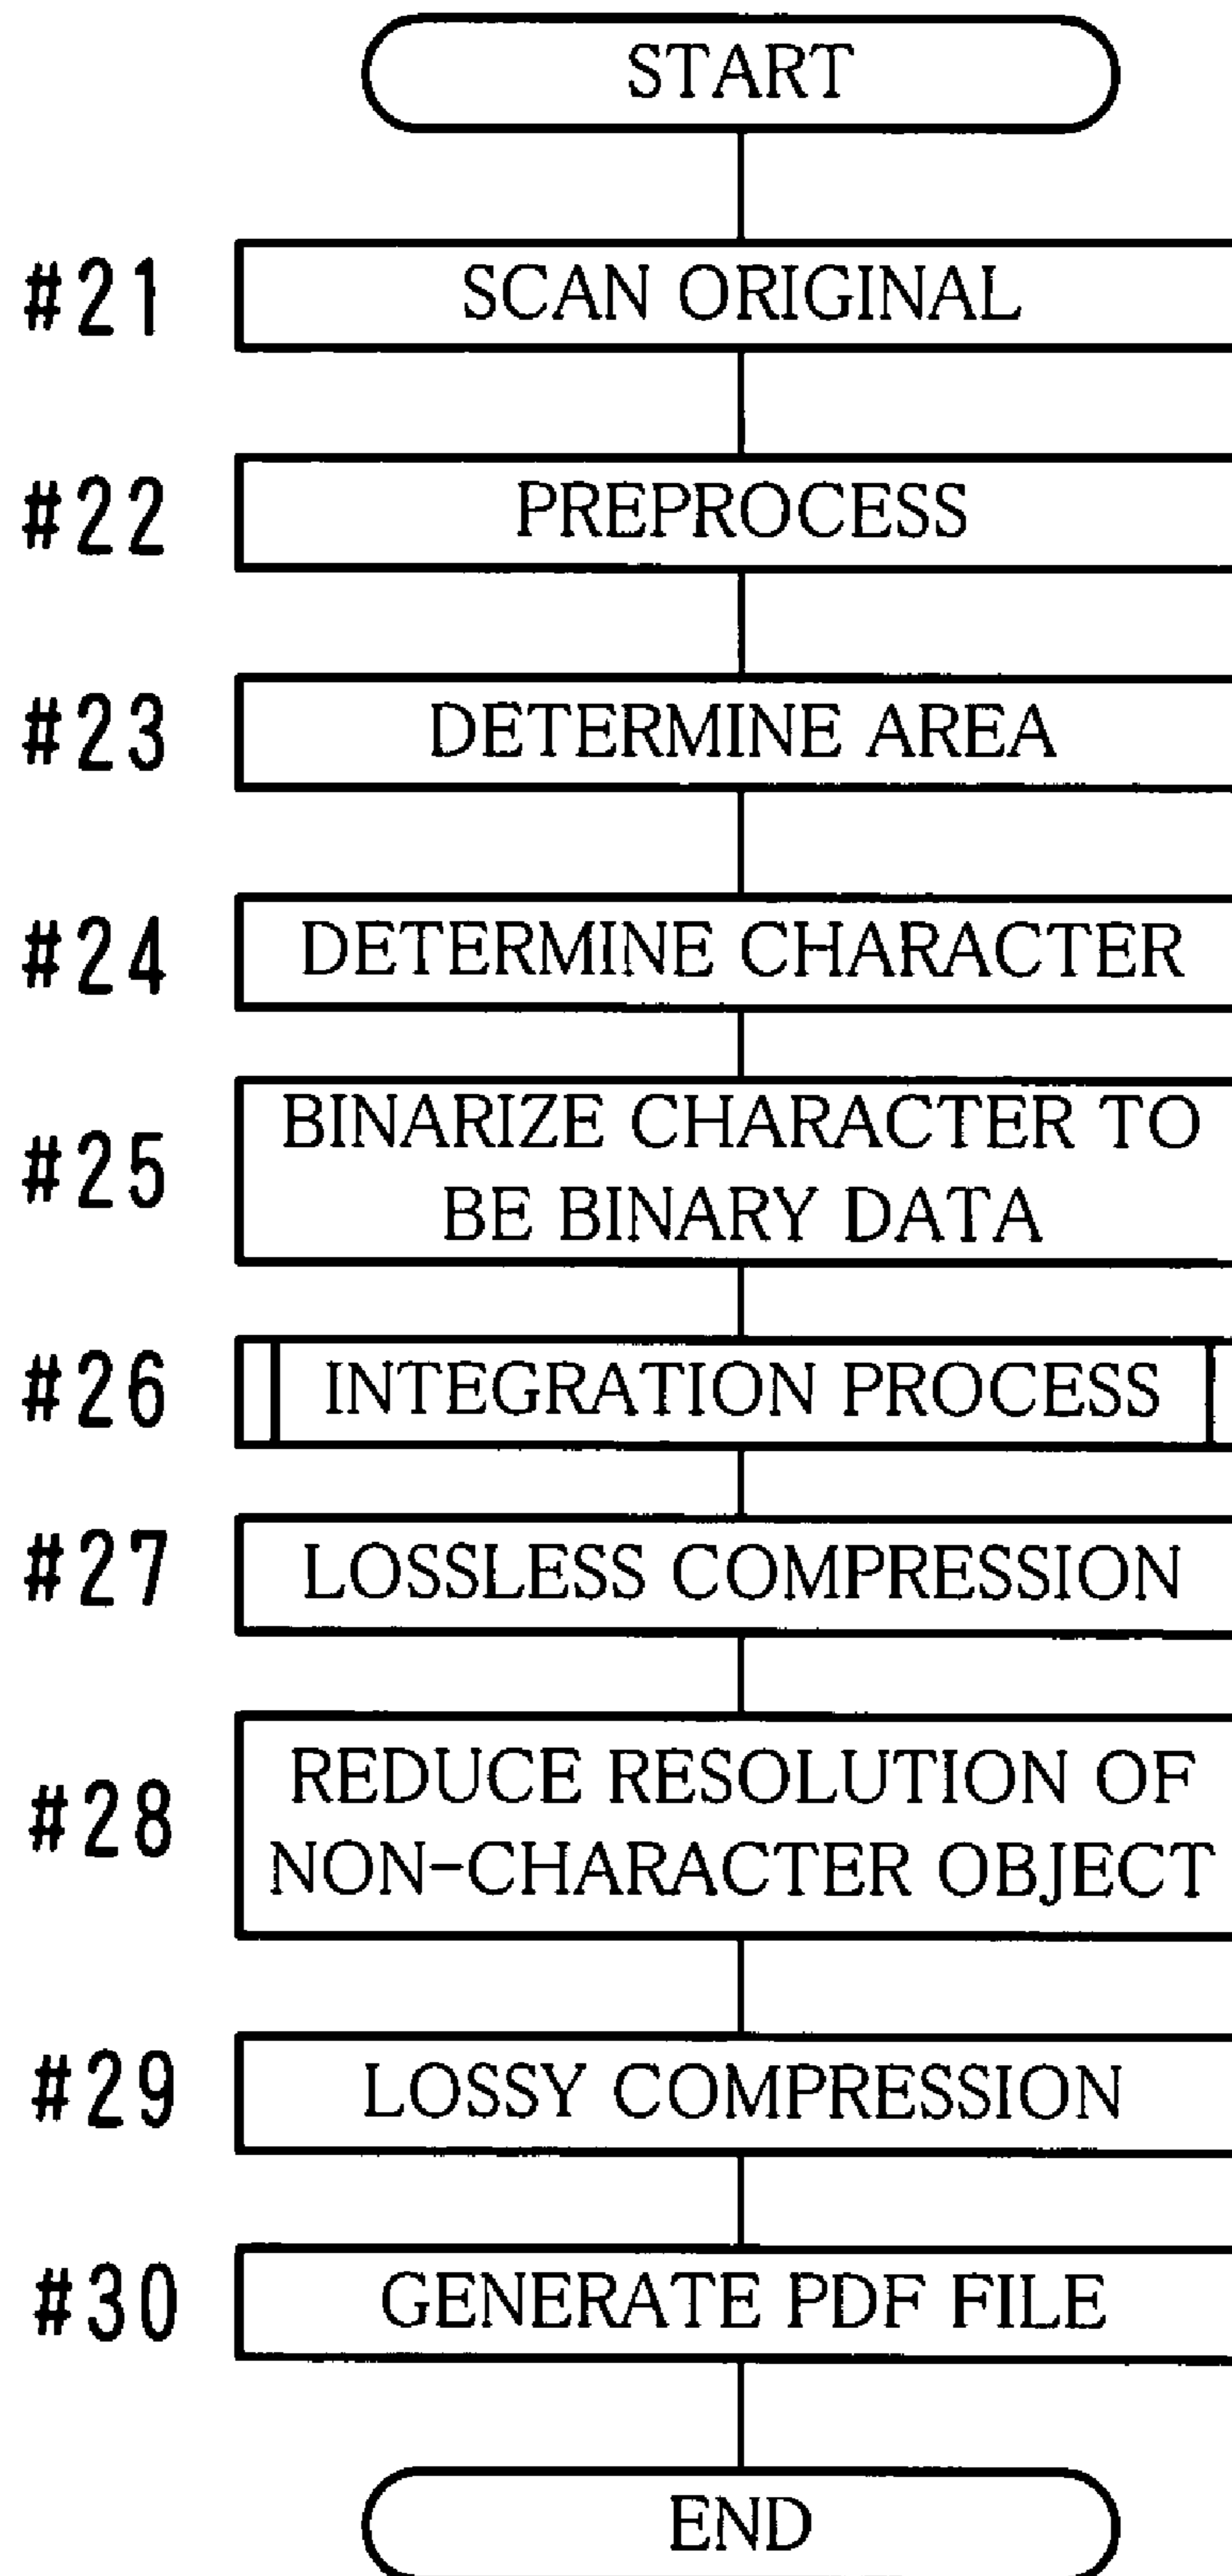 START
#21 SCAN ORIGINAL
#22 PREPROCESS
#23 DETERMINE AREA
#24 DETERMINE CHARACTER
#25 BINARIZE CHARACTER TO
BE BINARY DATA
#26 INTEGRATION PROCESS
#27 LOSSLESS COMPRESSION
#28 REDUCE RESOLUTION OF
NON-CHARACTER OBJECT
#29 LOSSY COMPRESSION
#30 GENERATE PDF FILE
END